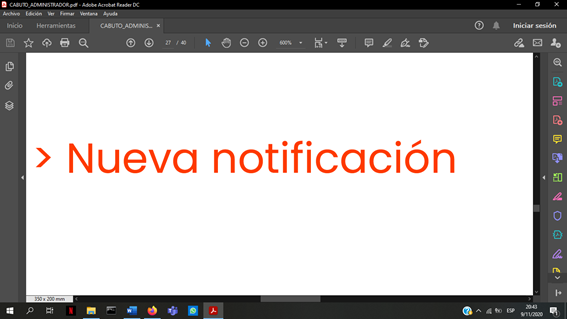 CABUTO_ADMINISTRADOR.pdf - Adobe Acrobat Reader DC
Archivo Edición Ver Firmar Ventana Ayuda
Inicio Herramientas CABUTO_ADMINIS... × Iniciar sesión
27 / 40 600%
> Nueva notificación
350 x 200 mm
20:43
ESP
9/11/2020